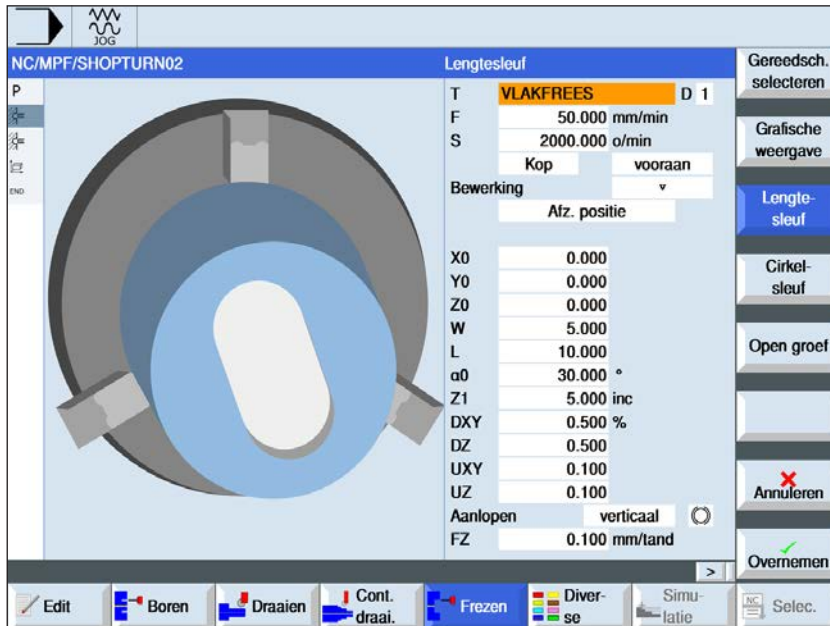 JOG
NC/MPF/SHOPTURN02
Lengtesleuf
P
END
T VLAKFREES D 1
F 50.000 mm/min
S 2000.000 o/min
Kop vooraan
Bewerking ▿
Afz. positie
X0 0.000
Y0 0.000
Z0 0.000
W 5.000
L 10.000
α0 30.000 °
Z1 5.000 inc
DXY 0.500 %
DZ 0.500
UXY 0.100
UZ 0.100
Aanlopen verticaal
FZ 0.100 mm/tand
>
Gereedsch.
selecteren
Grafische
weergave
Lengte-
sleuf
Cirkel-
sleuf
Open groef
Annuleren
Overnemen
Edit
Boren
Draaien
Cont.
draai.
Frezen
Diver-
se
Simu-
latie
NC
Selec.